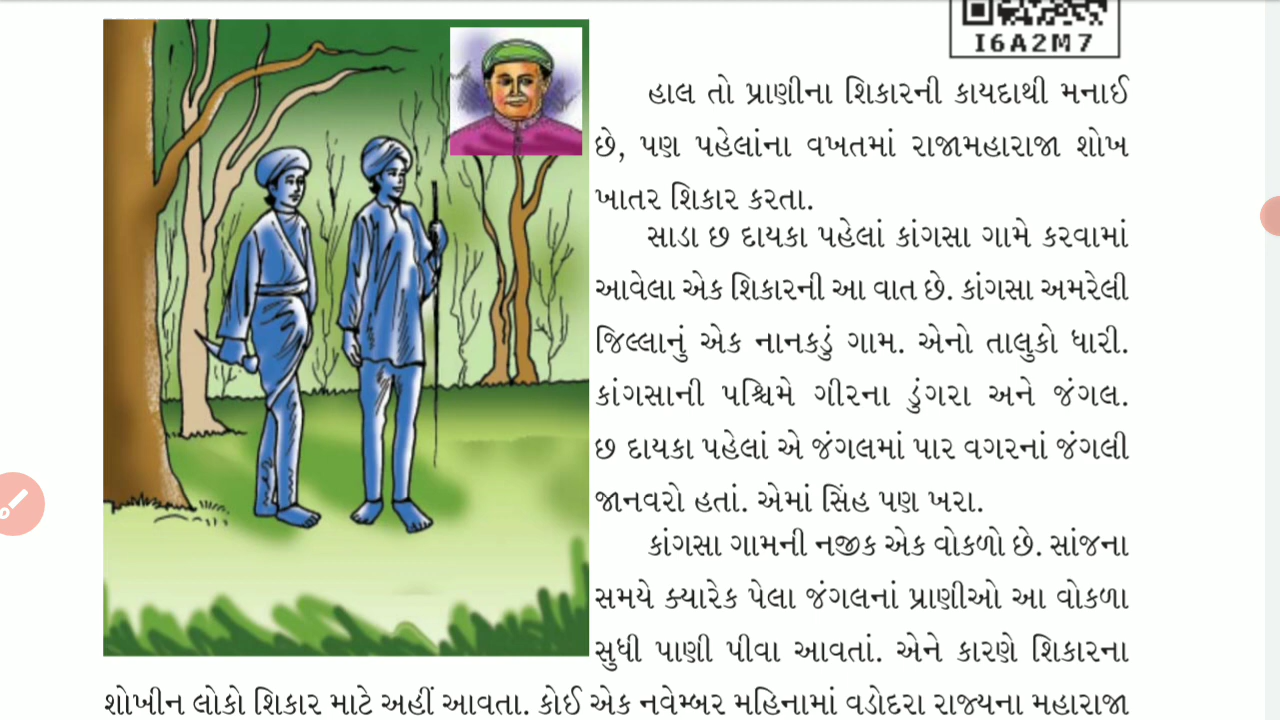 I6A2M7
હાલ તો પ્રાણીના શિકારની કાયદાથી મનાઈ
છે, પણ પહેલાંના વખતમાં રાજામહારાજા શોખ
ખાતર શિકાર કરતા.
સાડા છ દાયકા પહેલાં કાંગસા ગામે કરવામાં
આવેલા એક શિકારની આ વાત છે. કાંગસા અમરેલી
જિલ્લાનું એક નાનકડું ગામ. એનો તાલુકો ધારી.
કાંગસાની પશ્ચિમે ગીરના ડુંગરા અને જંગલ.
છ દાયકા પહેલાં એ જંગલમાં પાર વગરનાં જંગલી
જાનવરો હતાં. એમાં સિંહ પણ ખરા.
કાંગસા ગામની નજીક એક વોકળો છે. સાંજના
સમયે ક્યારેક પેલા જંગલનાં પ્રાણીઓ આ વોકળા
સુધી પાણી પીવા આવતાં. એને કારણે શિકારના
શોખીન લોકો શિકાર માટે અહીં આવતા. કોઈ એક નવેમ્બર મહિનામાં વડોદરા રાજ્યના મહારાજા